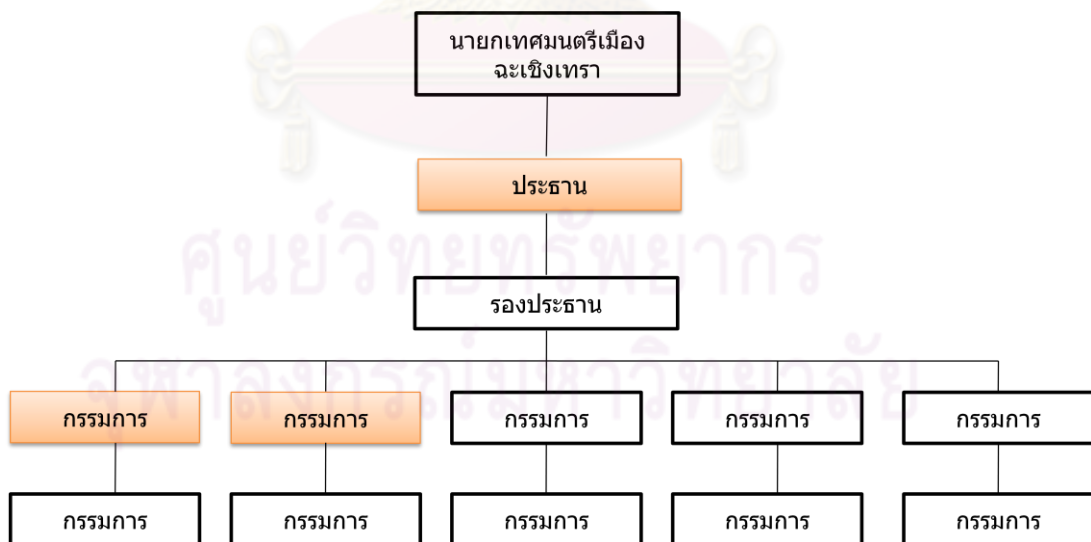 นายกเทศมนตรีเมือง
ฉะเชิงเทรา
ประธาน
ศูนย์วิทยทรัพยากร
รองประธาน
จุฬาลงกรณ์มหาวิทยาลัย
กรรมการ กรรมการ กรรมการ กรรมการ กรรมการ
กรรมการ กรรมการ กรรมการ กรรมการ กรรมการ